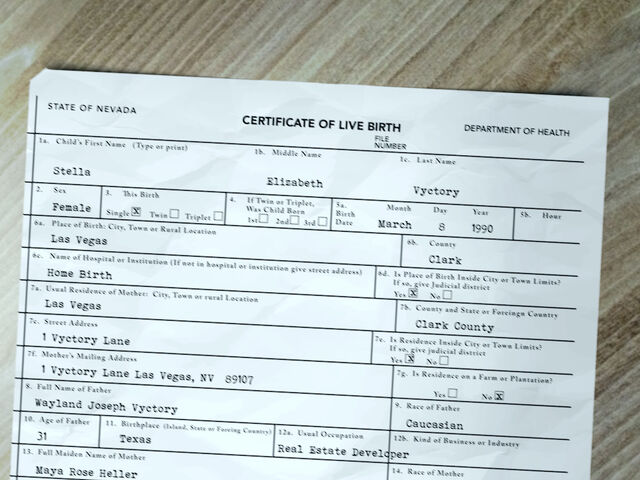 STATE OF NEVADA
CERTIFICATE OF LIVE BIRTH
DEPARTMENT OF HEALTH
FILE
NUMBER
1a. Child's First Name (Type or print)
1b. Middle Name
1c. Last Name
Stella
Elizabeth
Vyctory
2. Sex
Female
3. This Birth
Single X Twin Triplet
4. If Twin or Triplet,
Was Child Born
1st 2nd 3rd
5a.
Birth
Date
Month Day Year
March 8 1990
5b. Hour
6a. Place of Birth: City, Town or Rural Location
Las Vegas
6b. County
Clark
6c. Name of Hospital or Institution (If not in hospital or institution give street address)
Home Birth
6d. Is Place of Birth Inside City or Town Limits?
If so, give Judicial district
Yes X No
7a. Usual Residence of Mother: City, Town or rural Location
Las Vegas
7b. County and State or Foreingn Country
Clark County
7c. Street Address
1 Vyctory Lane
7e. Is Residence Inside City or Town Limits?
If so, give judicial district
Yes X No
7f. Mother's Mailing Address
1 Vyctory Lane Las Vegas, NV 89107
7g. Is Residence on a Farm or Plantation?
Yes No X
8. Full Name of Father
Wayland Joseph Vyctory
9. Race of Father
Caucasian
10. Age of Father
31
11. Birthplace (Island, State or Foreing Country)
Texas
12a. Usual Occupation
Real Estate Developer
12b. Kind of Business or Industry
13. Full Maiden Name of Mother
Maya Rose Heller
14. Race of Mother